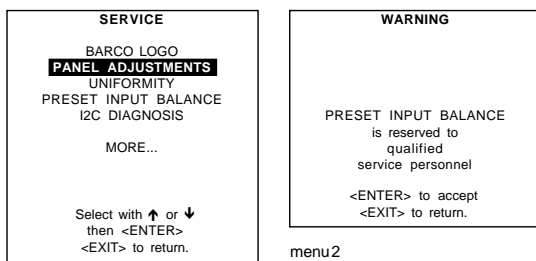 SERVICE
BARCO LOGO
PANEL ADJUSTMENTS
UNIFORMITY
PRESET INPUT BALANCE
I2C DIAGNOSIS
MORE...
Select with ↑ or ↓
then <ENTER>
<EXIT> to return.
WARNING
PRESET INPUT BALANCE
is reserved to
qualified
service personnel
<ENTER> to accept
<EXIT> to return.
menu2